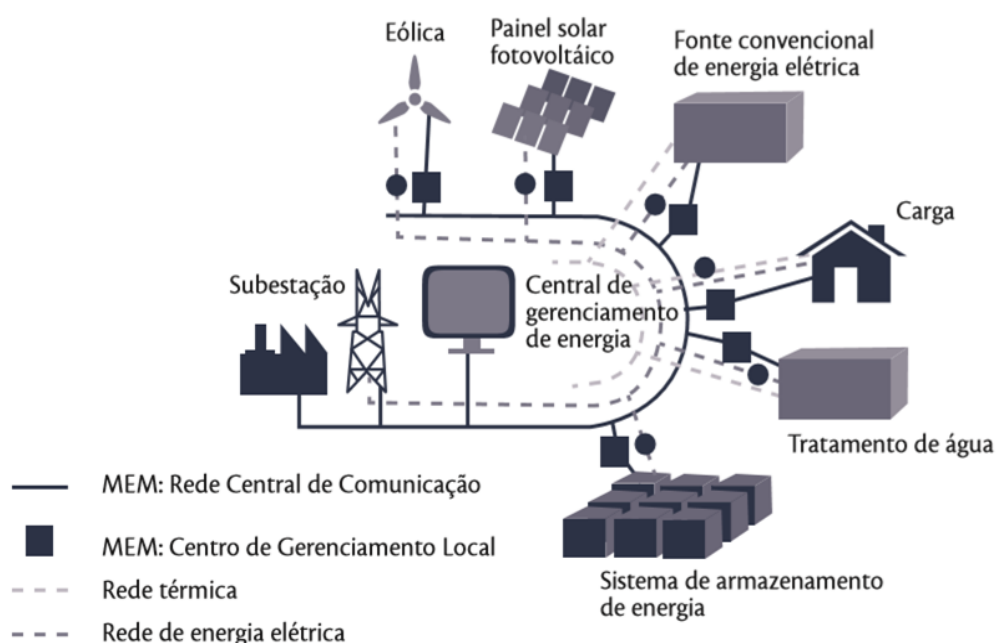 Eólica
Painel solar
fotovoltáico
Fonte convencional
de energia elétrica
Carga
Subestação
Central de
gerenciamento
de energia
Tratamento de água
Sistema de armazenamento
de energia
MEM: Rede Central de Comunicação
MEM: Centro de Gerenciamento Local
Rede térmica
Rede de energia elétrica